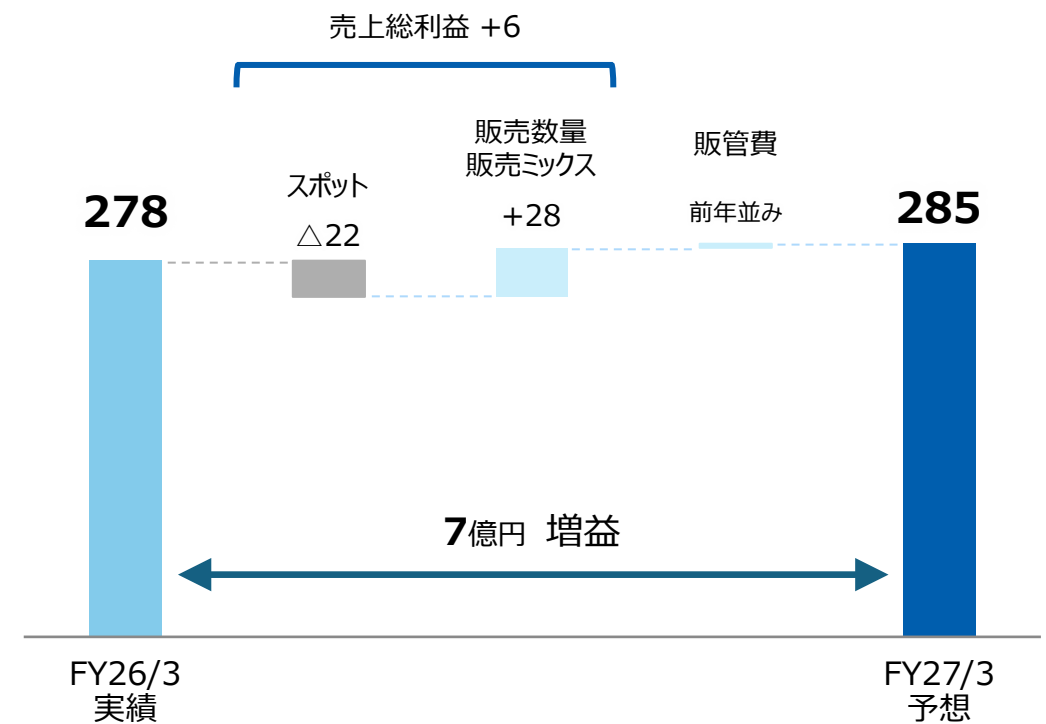 売上総利益 +6
販売数量
販売ミックス
+28
販管費
前年並み
スポット
△22
278
285
7億円 増益
FY26/3
実績
FY27/3
予想